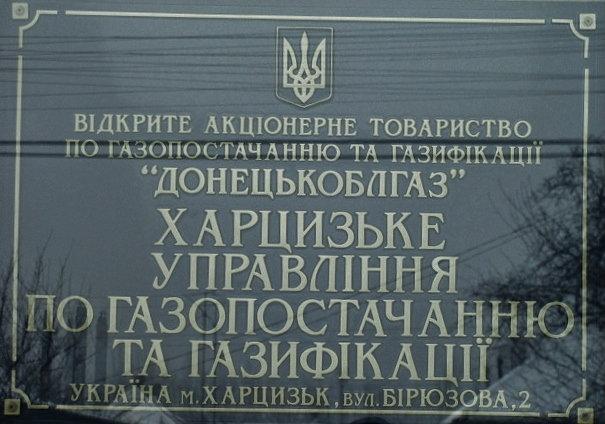 ВІДКРИТЕ АКЦІОНЕРНЕ ТОВАРИСТВО
ПО ГАЗОПОСТАЧАННЮ ТА ГАЗИФІКАЦІЇ
"ДОНЕЦЬКОБЛГАЗ"
ХАРЦИЗЬКЕ
УПРАВЛІННЯ
ПО ГАЗОПОСТАЧАННЮ
ТА ГАЗИФІКАЦІЇ
УКРАЇНА м. ХАРЦИЗЬК, вул. БІРЮЗОВА, 2